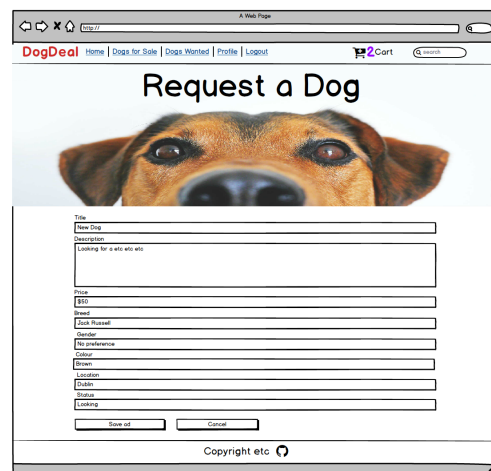 A Web Page
http://
DogDeal Home Dogs for Sale Dogs Wanted Profile Logout 2 Cart search
Request a Dog
Title
New Dog
Description
Looking for a etc etc etc
Price
$50
Breed
Jack Russell
Gender
No preference
Colour
Brown
Location
Dublin
Status
Looking
Save ad Cancel
Copyright etc